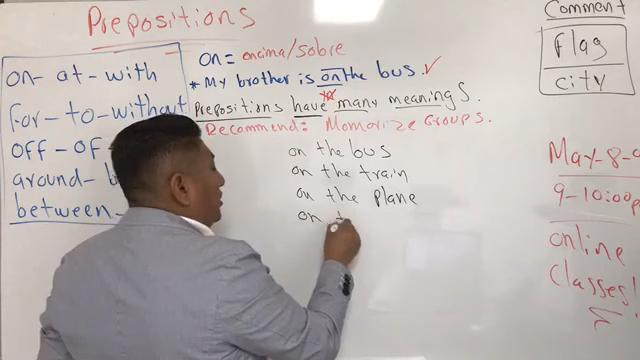 Prepositions
on- at - with
for - to - without
off - of
around -
between -
on = encima/sobre
* My brother is on the bus. ✓
Prepositions have many meanings.
Recommend: Momorize Groups.
on the bus
on the train
on the plane
on t
Comment
Flag
city
May-8-
9-10:00p
online
Classes!